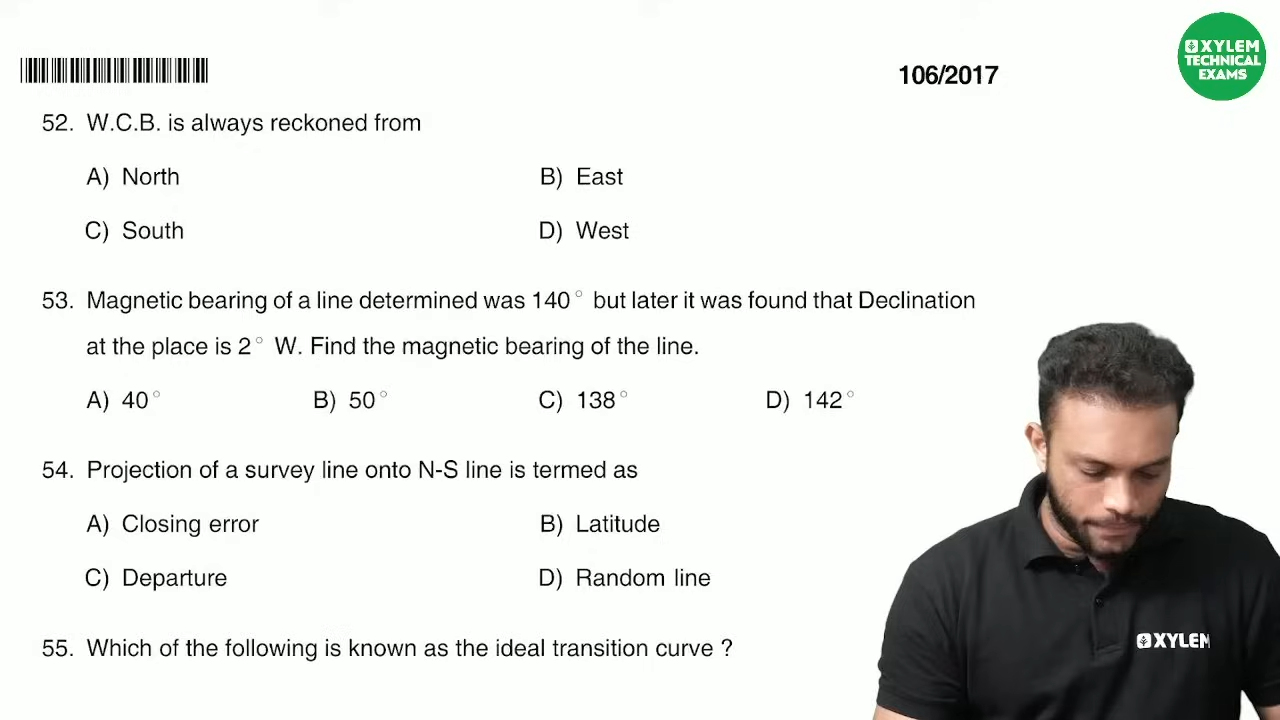 XYLEM
TECHNICAL
EXAMS
106/2017
52. W.C.B. is always reckoned from
A) North B) East
C) South D) West
53. Magnetic bearing of a line determined was 140° but later it was found that Declination
at the place is 2° W. Find the magnetic bearing of the line.
A) 40° B) 50° C) 138° D) 142°
54. Projection of a survey line onto N-S line is termed as
A) Closing error B) Latitude
C) Departure D) Random line
55. Which of the following is known as the ideal transition curve ?
XYLEM